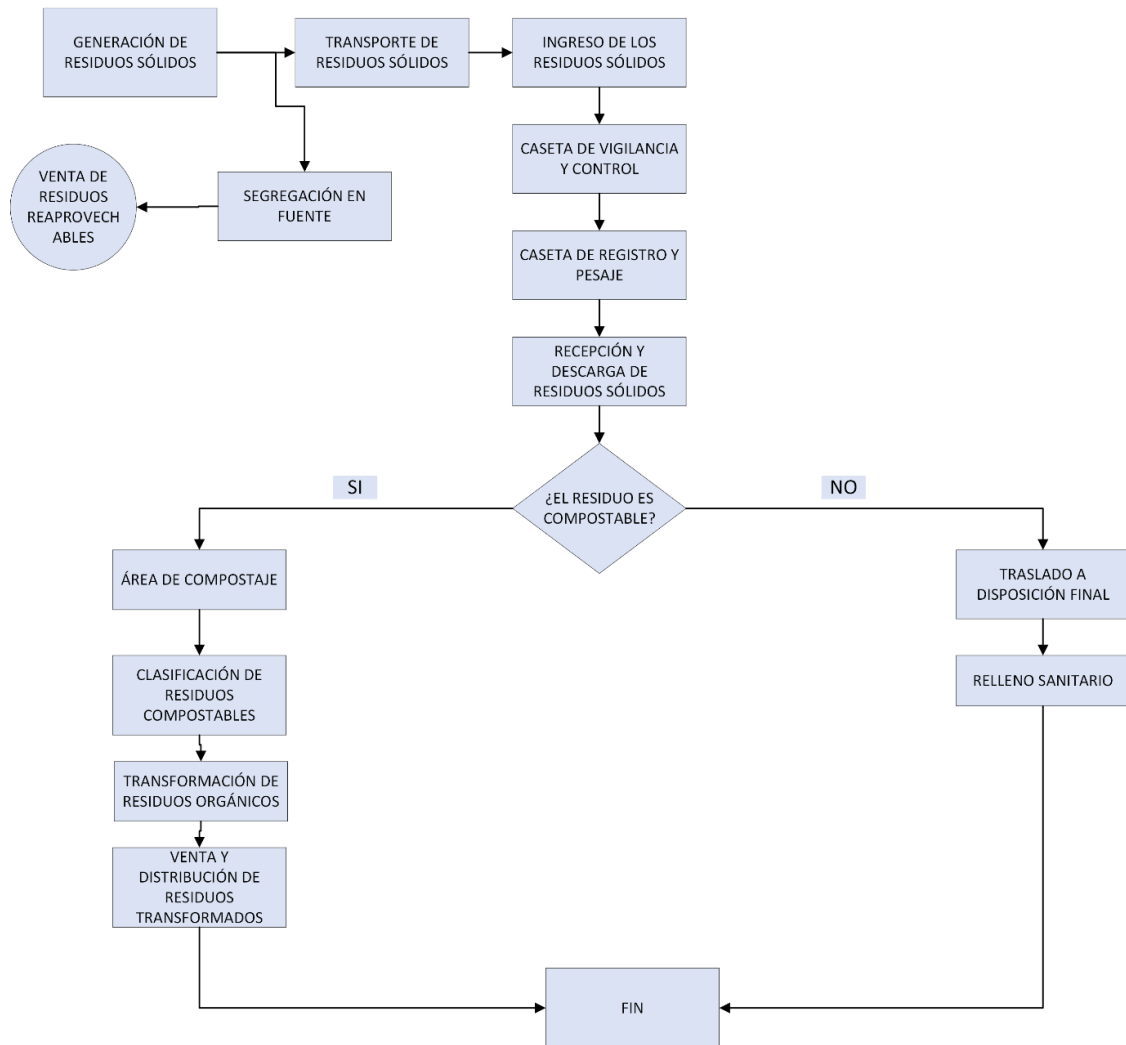 GENERACIÓN DE
RESIDUOS SÓLIDOS
TRANSPORTE DE
RESIDUOS SÓLIDOS
INGRESO DE LOS
RESIDUOS SÓLIDOS
CASETA DE VIGILANCIA
Y CONTROL
VENTA DE
RESIDUOS
REAPROVECH
ABLES
SEGREGACIÓN EN
FUENTE
CASETA DE REGISTRO Y
PESAJE
RECEPCIÓN Y
DESCARGA DE
RESIDUOS SÓLIDOS
¿EL RESIDUO ES
COMPOSTABLE?
SI
NO
ÁREA DE COMPOSTAJE
CLASIFICACIÓN DE
RESIDUOS
COMPOSTABLES
TRANSFORMACIÓN DE
RESIDUOS ORGÁNICOS
VENTA Y
DISTRIBUCIÓN DE
RESIDUOS
TRANSFORMADOS
TRASLADO A
DISPOSICIÓN FINAL
RELLENO SANITARIO
FIN